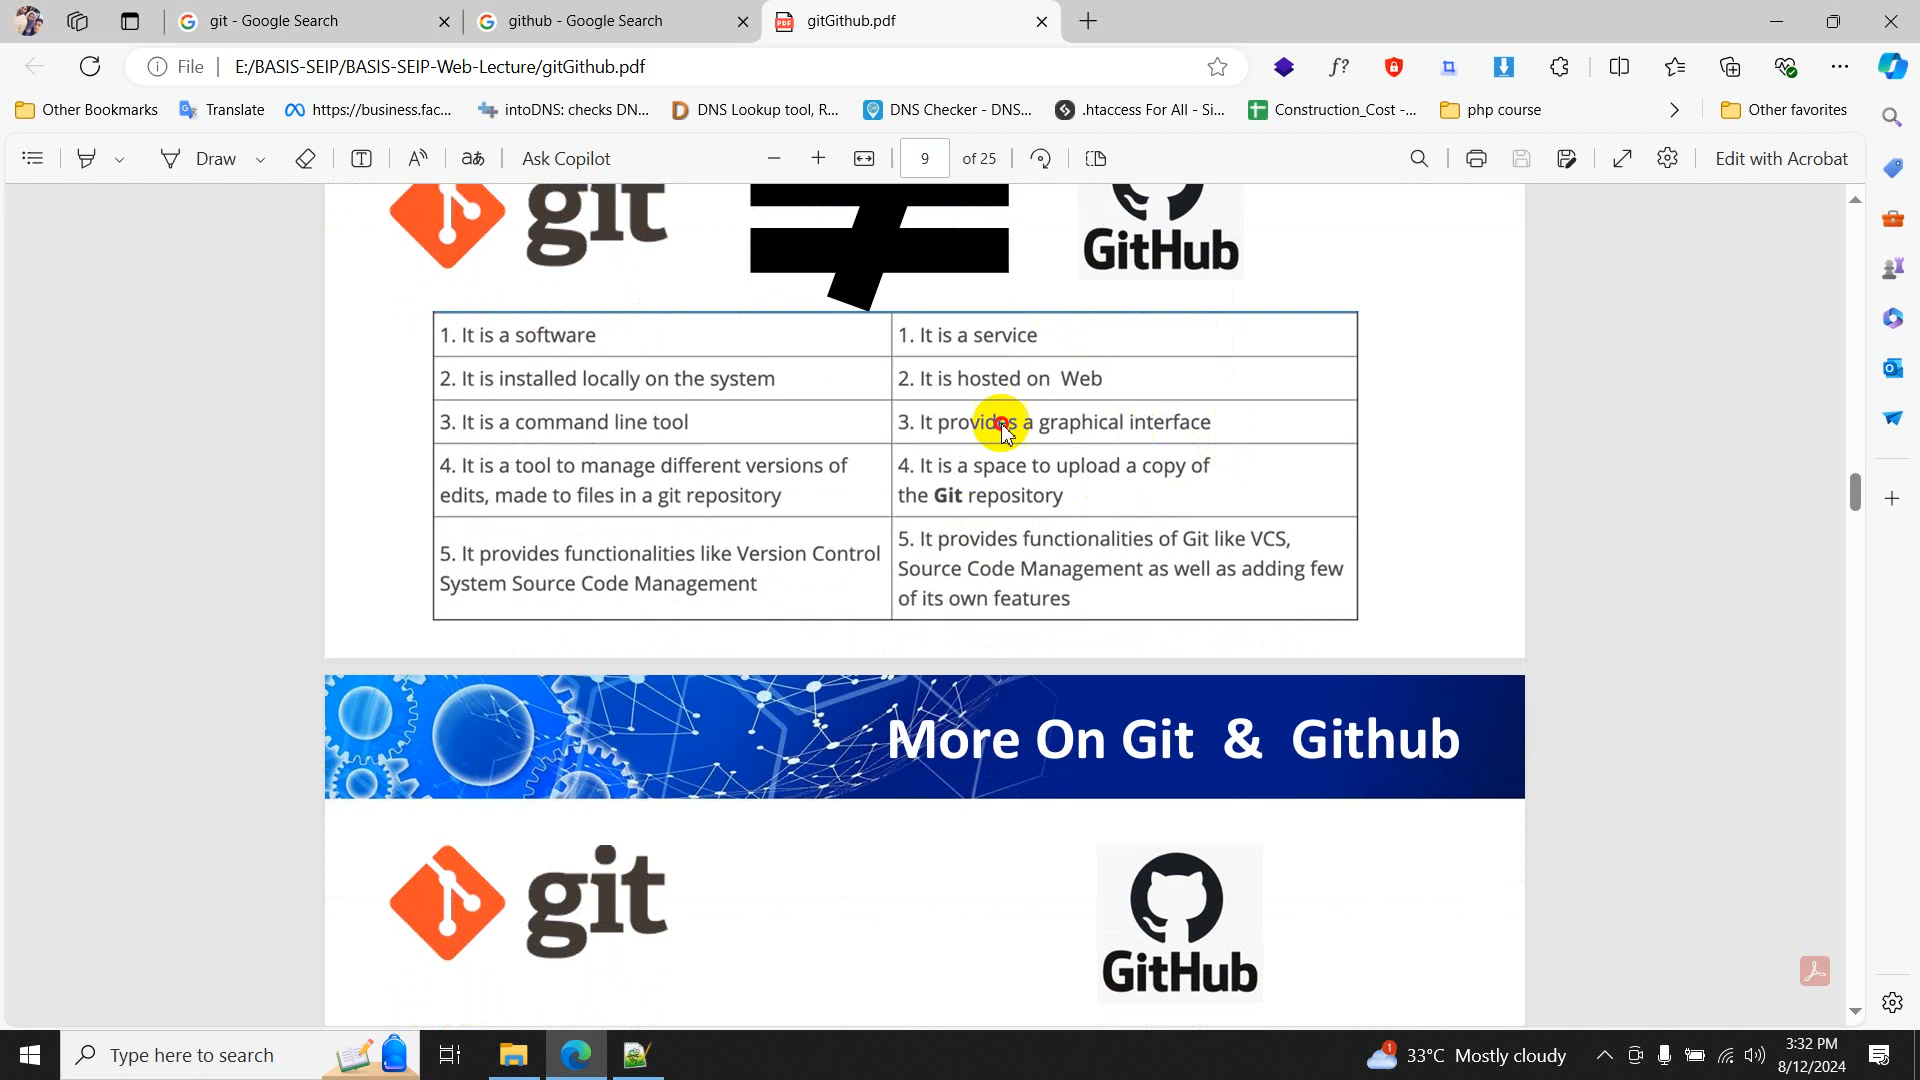 git - Google Search
github - Google Search
gitGithub.pdf
File
E:/BASIS-SEIP/BASIS-SEIP-Web-Lecture/gitGithub.pdf
f?
Other Bookmarks
Translate
https://business.fac...
intoDNS: checks DN...
DNS Lookup tool, R...
DNS Checker - DNS...
.htaccess For All - Si...
Construction_Cost -...
php course
Other favorites
Draw
T
aあ
Ask Copilot
9
of 25
Edit with Acrobat
git
GitHub
1. It is a software
1. It is a service
2. It is installed locally on the system
2. It is hosted on Web
3. It is a command line tool
3. It provides a graphical interface
4. It is a tool to manage different versions of
edits, made to files in a git repository
4. It is a space to upload a copy of
the Git repository
5. It provides functionalities like Version Control
System Source Code Management
5. It provides functionalities of Git like VCS,
Source Code Management as well as adding few
of its own features
More On Git & Github
git
GitHub
Type here to search
1
33°C Mostly cloudy
3:32 PM
8/12/2024